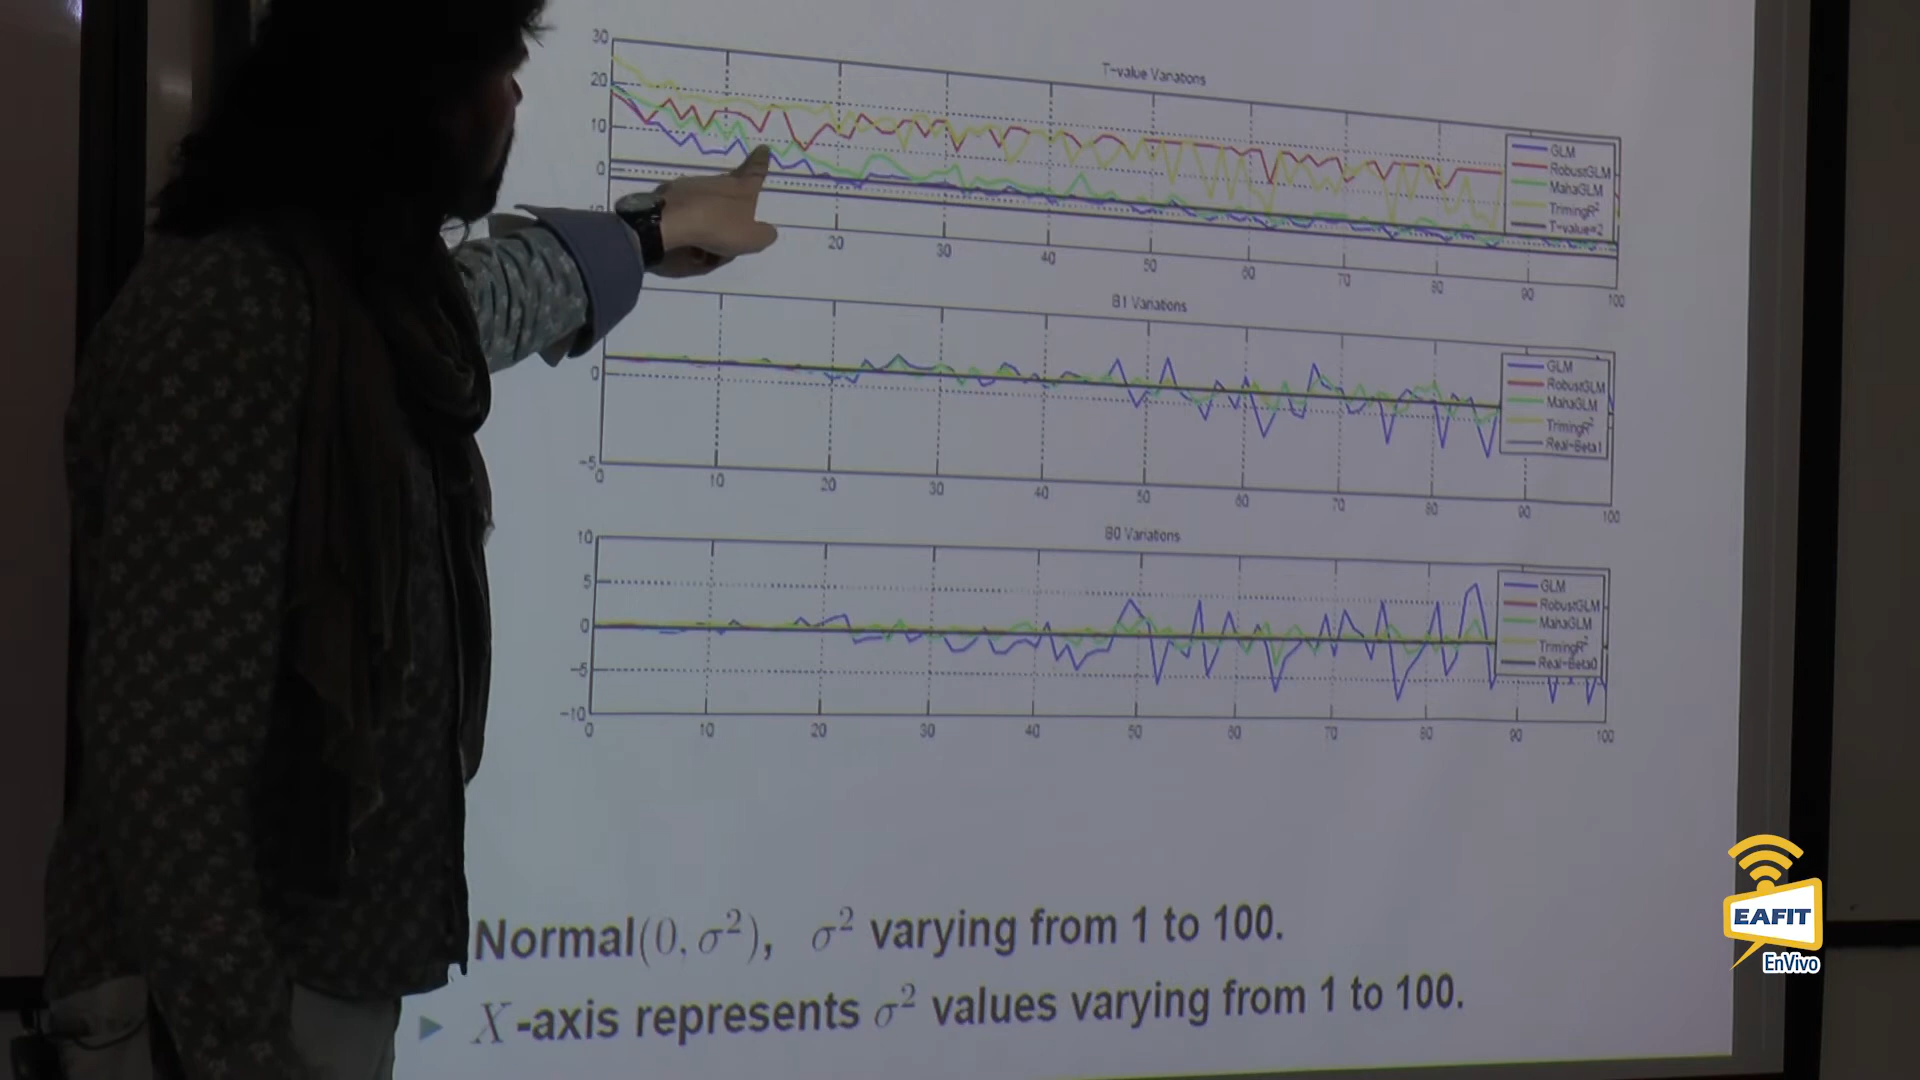 T-value Variations
30
20
10
0
20
30
40
50
60
70
80
90
100
GLM
RobustGLM
MahaGLM
TrimingR²
T-value=2
B1 Variations
0
-5
0
10
20
30
40
50
60
70
80
90
100
GLM
RobustGLM
MahaGLM
TrimingR²
Real-Beta1
B0 Variations
10
5
0
-5
-10
0
10
20
30
40
50
60
70
80
90
100
GLM
RobustGLM
MahaGLM
TrimingR²
Real-Beta0
Normal(0, σ²), σ² varying from 1 to 100.
X-axis represents σ² values varying from 1 to 100.
EAFIT
EnVivo